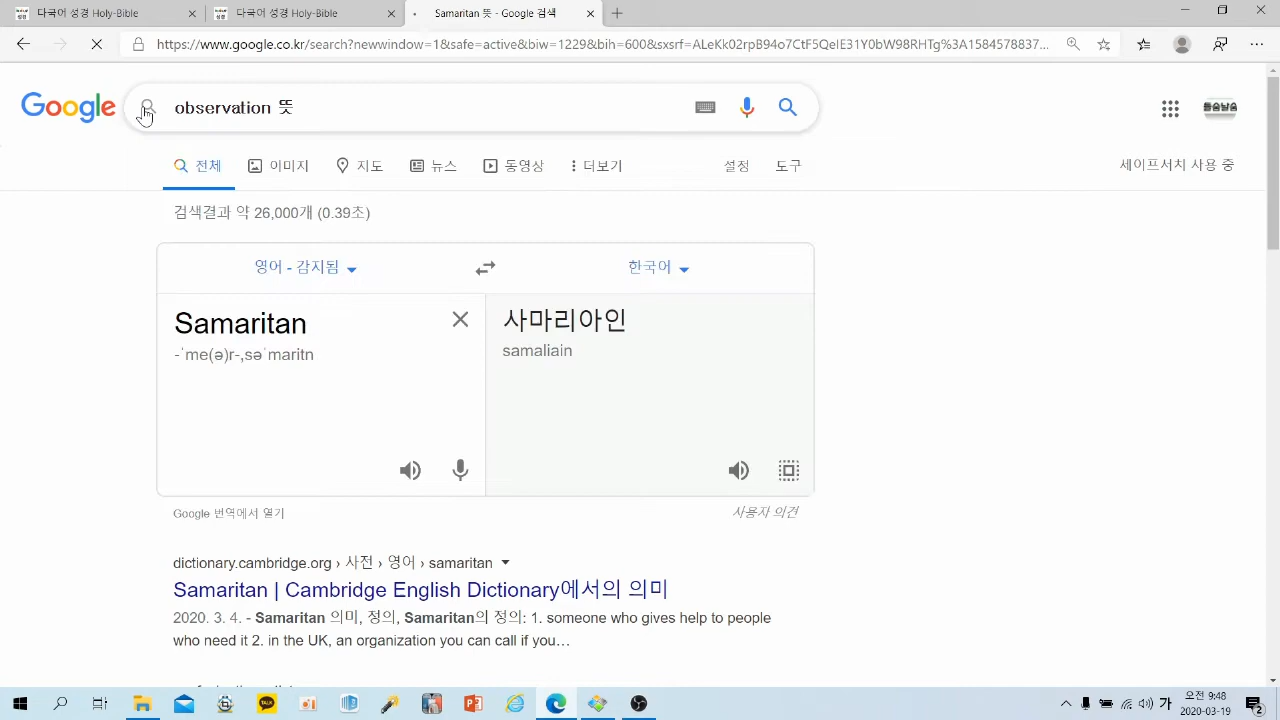 다국어 성경 Holy-Bible
다국어 성경 Holy-Bible
Samaritan 뜻 - Google 검색
https://www.google.co.kr/search?newwindow=1&safe=active&biw=1229&bih=600&sxsrf=ALeKk02rpB94o7CtF5QeIE31Y0bW98RHTg%3A1584578837...
Google
observation 뜻
전체
이미지
지도
뉴스
동영상
더보기
설정
도구
세이프서치 사용 중
검색결과 약 26,000개 (0.39초)
영어 - 감지됨
한국어
Samaritan
-ˈme(ə)r-,səˈmaritn
사마리아인
samaliain
Google 번역에서 열기
사용자 의견
dictionary.cambridge.org › 사전 › 영어 › samaritan
Samaritan | Cambridge English Dictionary에서의 의미
2020. 3. 4. - Samaritan 의미, 정의, Samaritan의 정의: 1. someone who gives help to people
who need it 2. in the UK, an organization you can call if you…
TALK
가
오전 9:48
2020-03-19
2